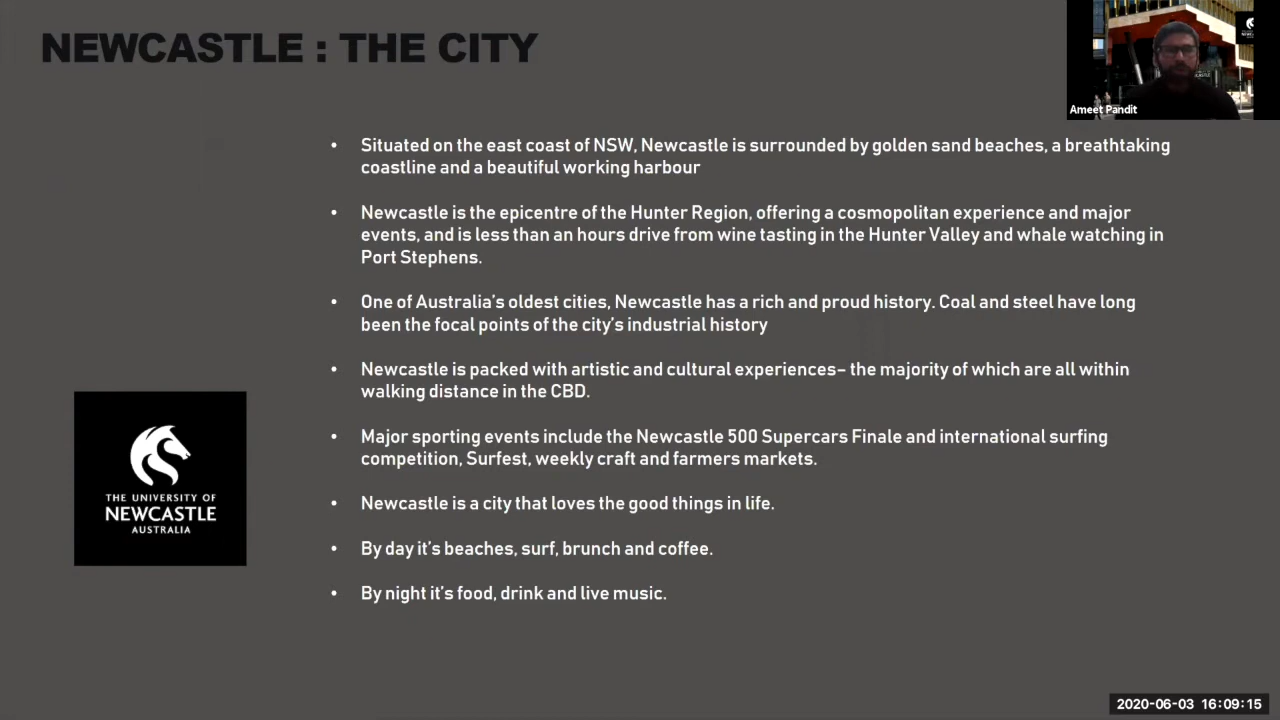 NEWCASTLE : THE CITY
Ameet Pandit
• Situated on the east coast of NSW, Newcastle is surrounded by golden sand beaches, a breathtaking
coastline and a beautiful working harbour
• Newcastle is the epicentre of the Hunter Region, offering a cosmopolitan experience and major
events, and is less than an hours drive from wine tasting in the Hunter Valley and whale watching in
Port Stephens.
• One of Australia’s oldest cities, Newcastle has a rich and proud history. Coal and steel have long
been the focal points of the city’s industrial history
• Newcastle is packed with artistic and cultural experiences– the majority of which are all within
walking distance in the CBD.
• Major sporting events include the Newcastle 500 Supercars Finale and international surfing
competition, Surfest, weekly craft and farmers markets.
• Newcastle is a city that loves the good things in life.
• By day it’s beaches, surf, brunch and coffee.
• By night it’s food, drink and live music.
THE UNIVERSITY OF
NEWCASTLE
AUSTRALIA
2020-06-03 16:09:15